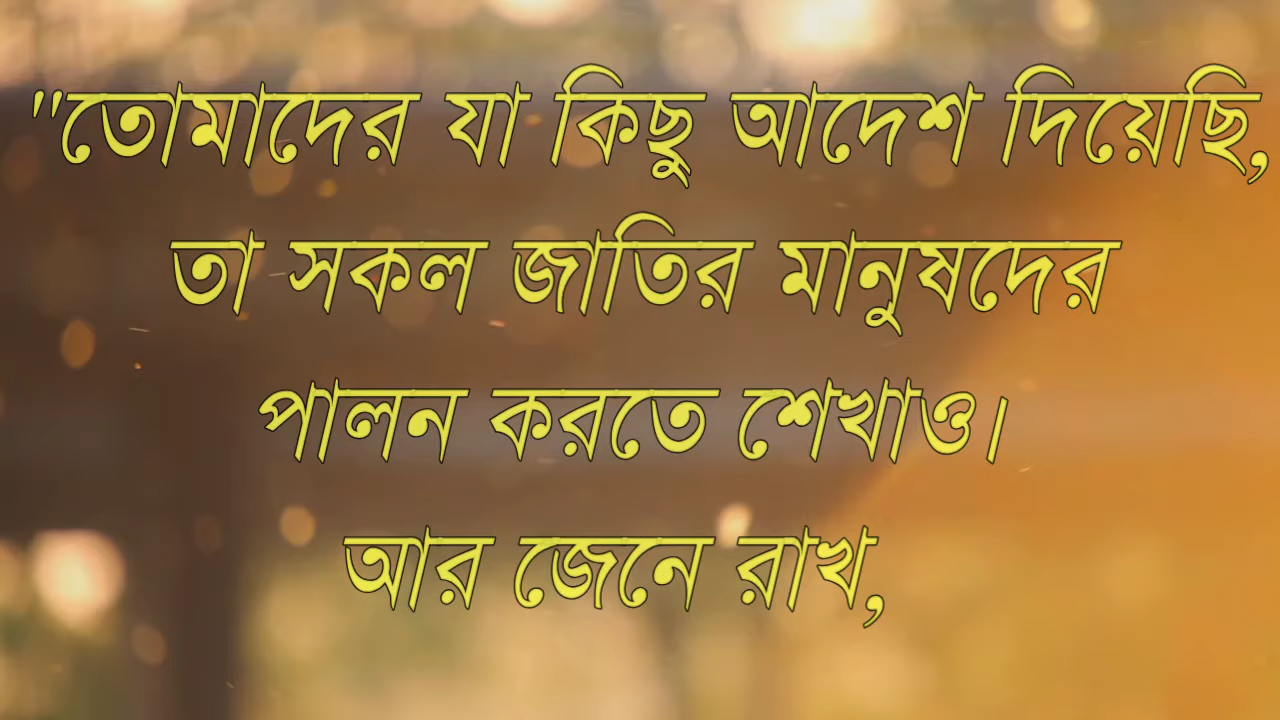 "তোমাদের যা কিছু আদেশ দিয়েছি,
তা সকল জাতির মানুষদের
পালন করতে শেখাও।
আর জেনে রাখ,